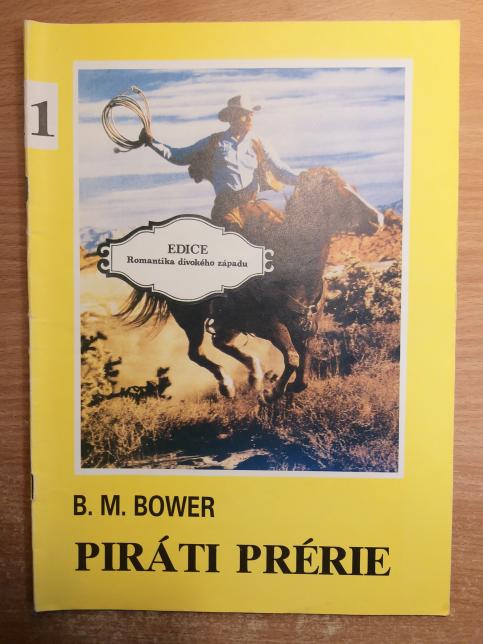 1
EDICE
Romantika divokého západu
B. M. BOWER
PIRÁTI PRÉRIE